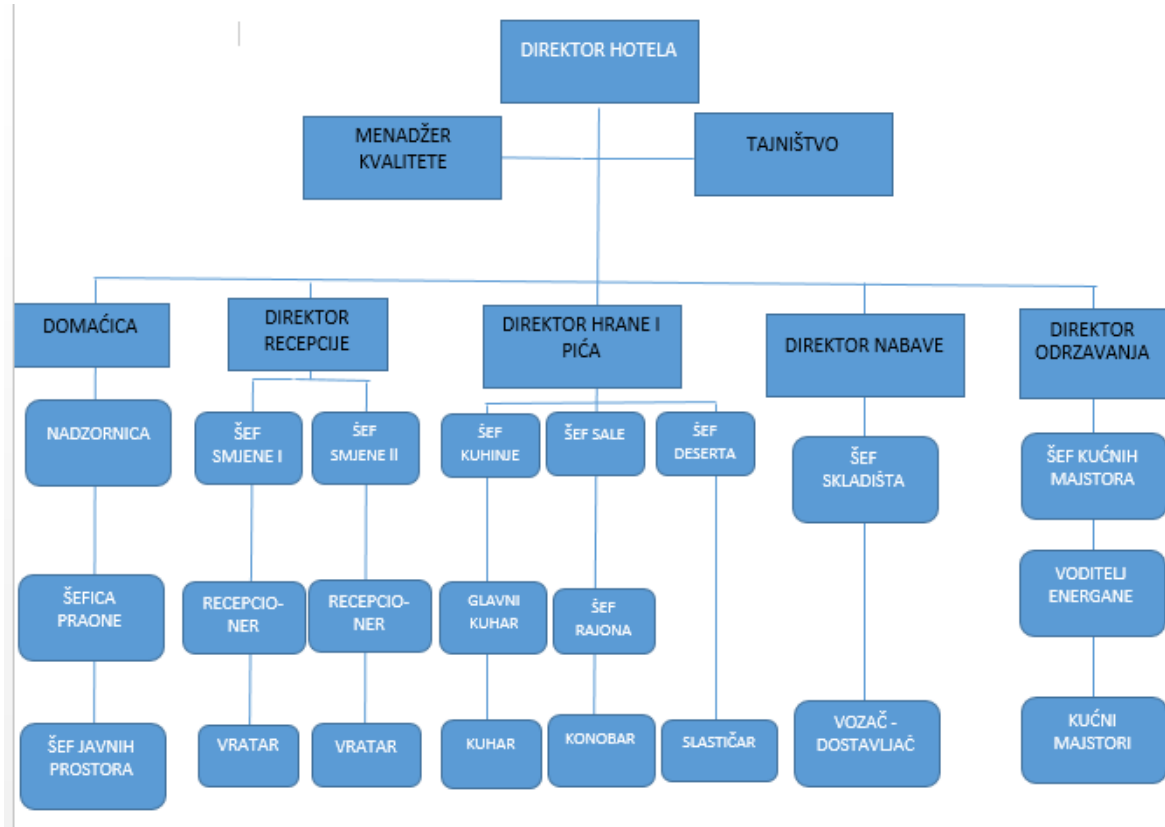 DIREKTOR HOTELA
MENADŽER
KVALITETE
TAJNIŠTVO
DOMAĆICA
DIREKTOR
RECEPCIJE
DIREKTOR HRANE I
PIĆA
DIREKTOR NABAVE
DIREKTOR
ODRZAVANJA
NADZORNICA
ŠEF
SMJENE I
ŠEF
SMJENE II
ŠEF
KUHINJE
ŠEF SALE
ŠEF
DESERTA
ŠEF
SKLADIŠTA
ŠEF KUĆNIH
MAJSTORA
ŠEFICA
PRAONE
RECEPCIO-
NER
RECEPCIO-
NER
GLAVNI
KUHAR
ŠEF
RAJONA
VODITELJ
ENERGANE
ŠEF JAVNIH
PROSTORA
VRATAR
VRATAR
KUHAR
KONOBAR
SLASTIČAR
VOZAČ -
DOSTAVLJAČ
KUĆNI
MAJSTORI